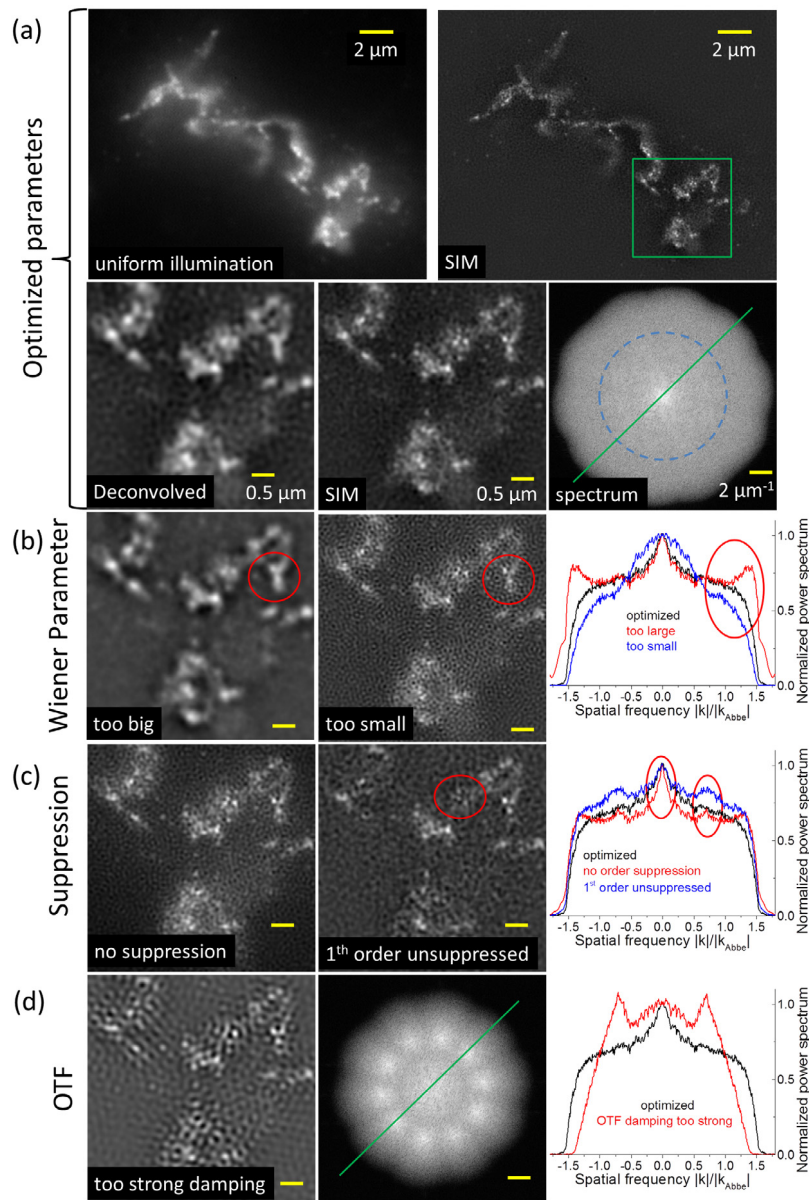 (a)
Optimized parameters
2 µm
2 µm
uniform illumination
SIM
Deconvolved
0.5 µm
SIM
0.5 µm
spectrum
2 µm⁻¹
(b)
Wiener Parameter
too big
too small
optimized
too large
too small
1.0
0.5
0.0
-1.5 -1.0 -0.5 0.0 0.5 1.0 1.5
Spatial frequency |k|/|k_Abbe|
Normalized power spectrum
(c)
Suppression
no suppression
1ᵗʰ order unsuppressed
optimized
no order suppression
1ˢᵗ order unsuppressed
1.0
0.5
0.0
-1.5 -1.0 -0.5 0.0 0.5 1.0 1.5
Spatial frequency |k|/|k_Abbe|
Normalized power spectrum
(d)
OTF
too strong damping
optimized
OTF damping too strong
1.0
0.5
0.0
-1.5 -1.0 -0.5 0.0 0.5 1.0 1.5
Spatial frequency |k|/|k_Abbe|
Normalized power spectrum